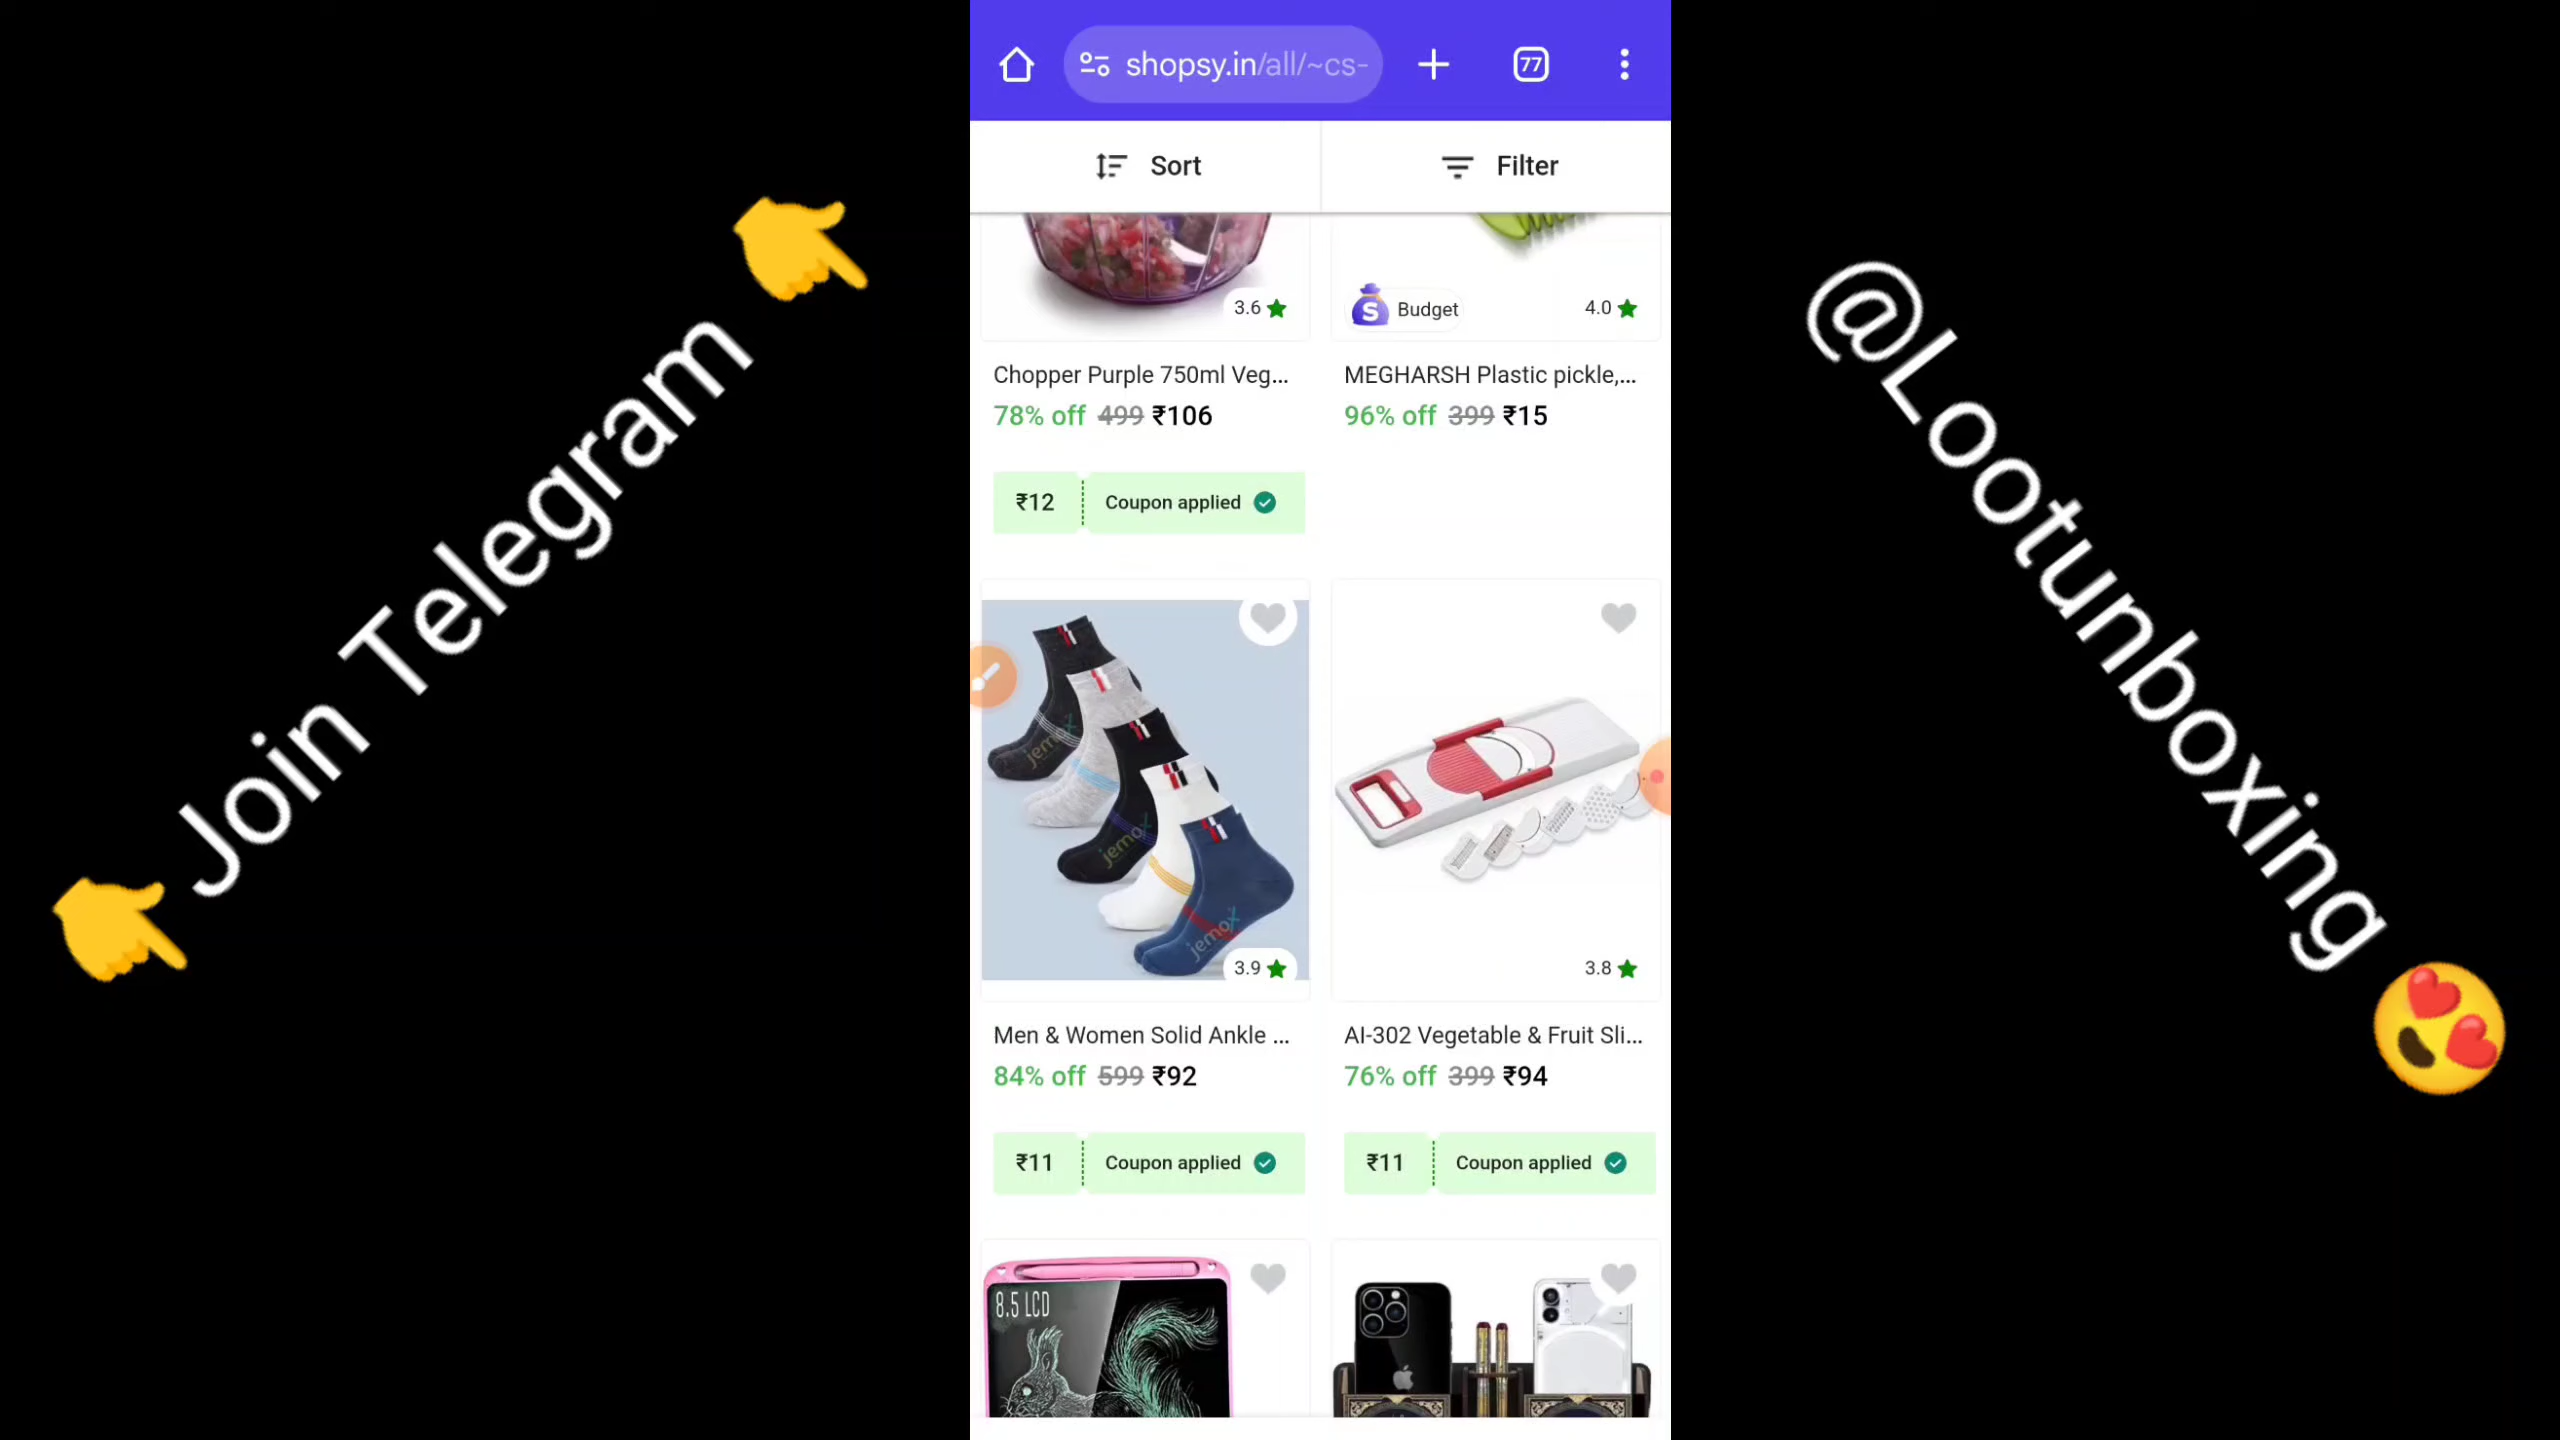 Join Telegram
@Lootunboxing
shopsy.in/all/~cs-
77
Sort
Filter
3.6
Budget
4.0
Chopper Purple 750ml Veg...
78% off 499 ₹106
MEGHARSH Plastic pickle,...
96% off 399 ₹15
₹12 Coupon applied
jemox
jemox
jemox
3.9
3.8
Men & Women Solid Ankle ...
84% off 599 ₹92
AI-302 Vegetable & Fruit Sli...
76% off 399 ₹94
₹11 Coupon applied
₹11 Coupon applied
8.5 LCD